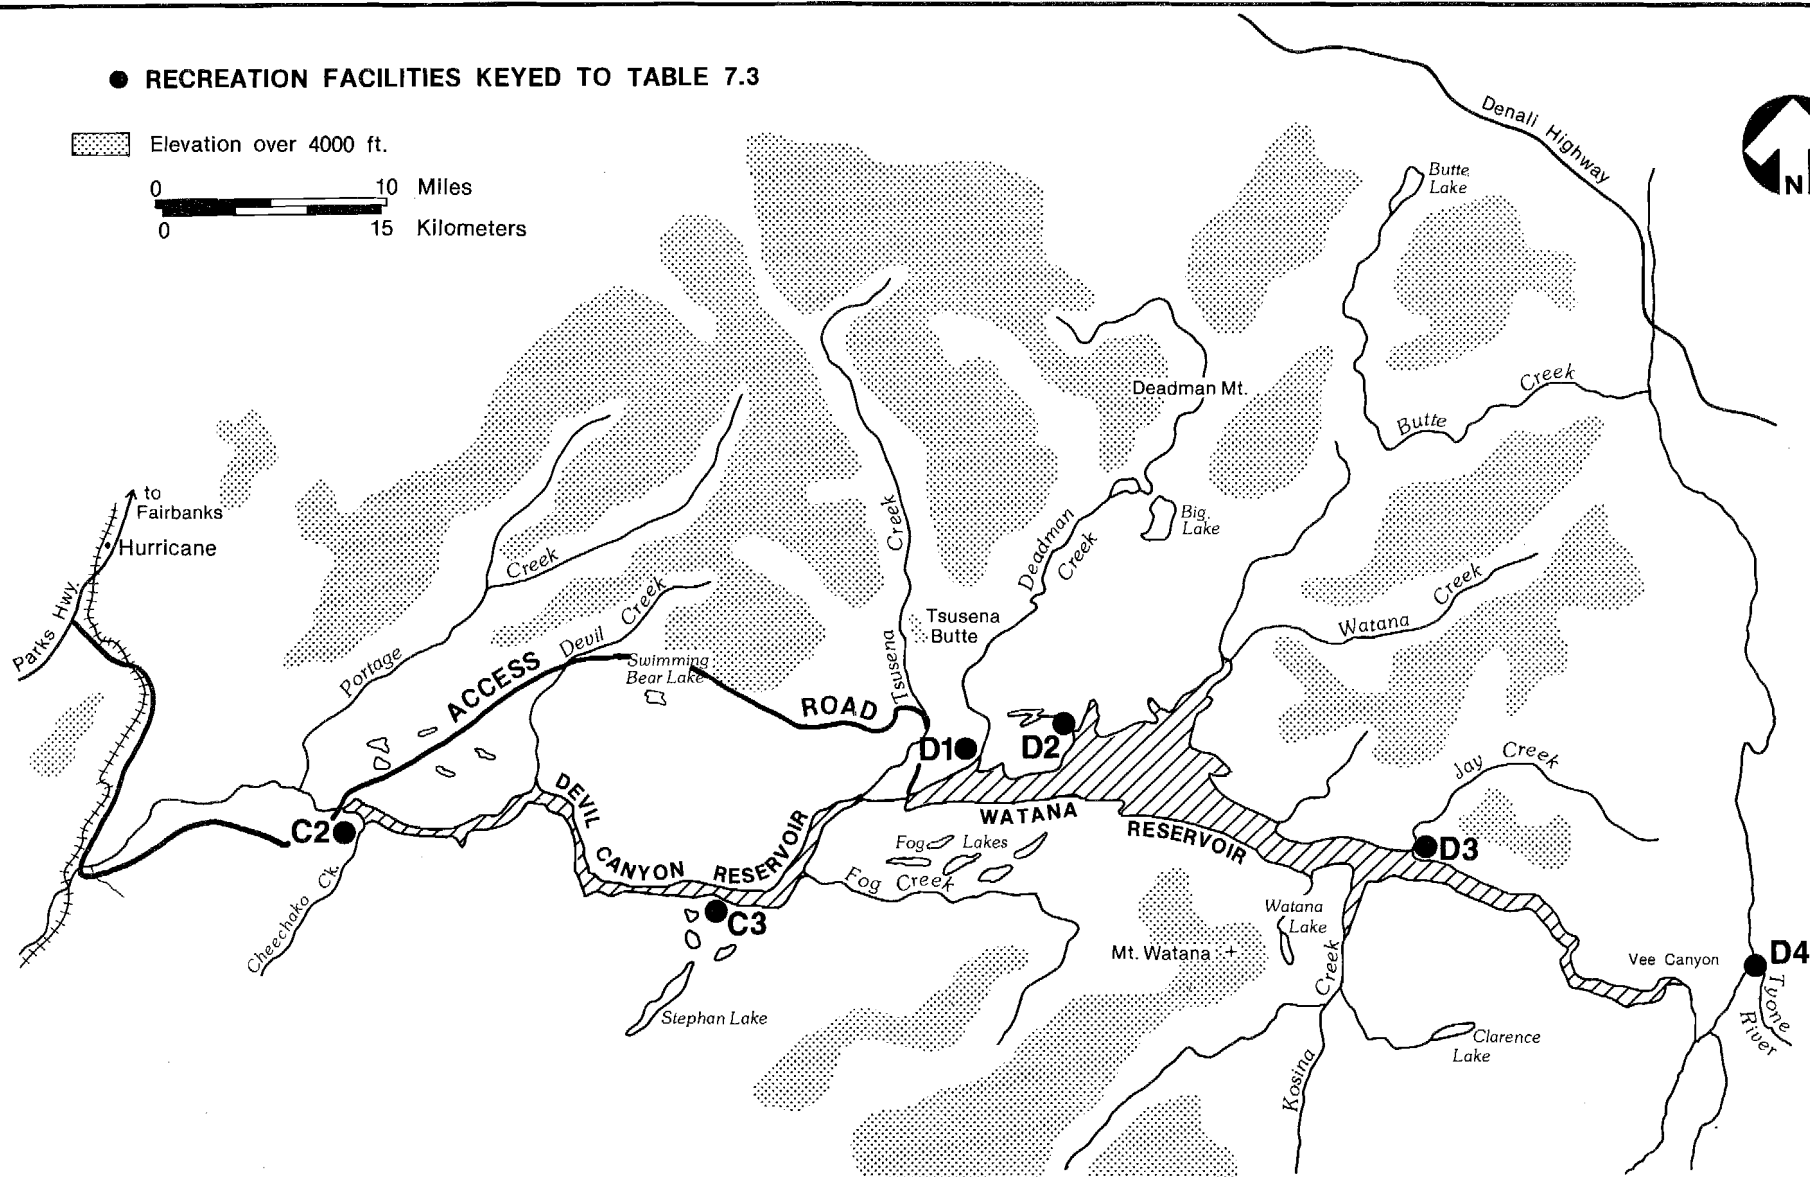 RECREATION FACILITIES KEYED TO TABLE 7.3
Elevation over 4000 ft.
0 10 Miles
0 15 Kilometers
N
Denali Highway
Butte
Lake
Butte Creek
Deadman Mt.
Big
Lake
Deadman
Creek
Tsusena Creek
Tsusena
Butte
Watana Creek
to
Fairbanks
Hurricane
Parks Hwy.
Portage Creek
Devil Creek
Swimming
Bear Lake
ACCESS ROAD
D1
D2
Jay Creek
DEVIL
CANYON RESERVOIR
WATANA
RESERVOIR
C2
Cheechako Ck.
Fog Lakes
Fog Creek
D3
C3
Watana
Lake
Mt. Watana
Vee Canyon
D4
Tyone
River
Stephan Lake
Clarence
Lake
Kosina Creek